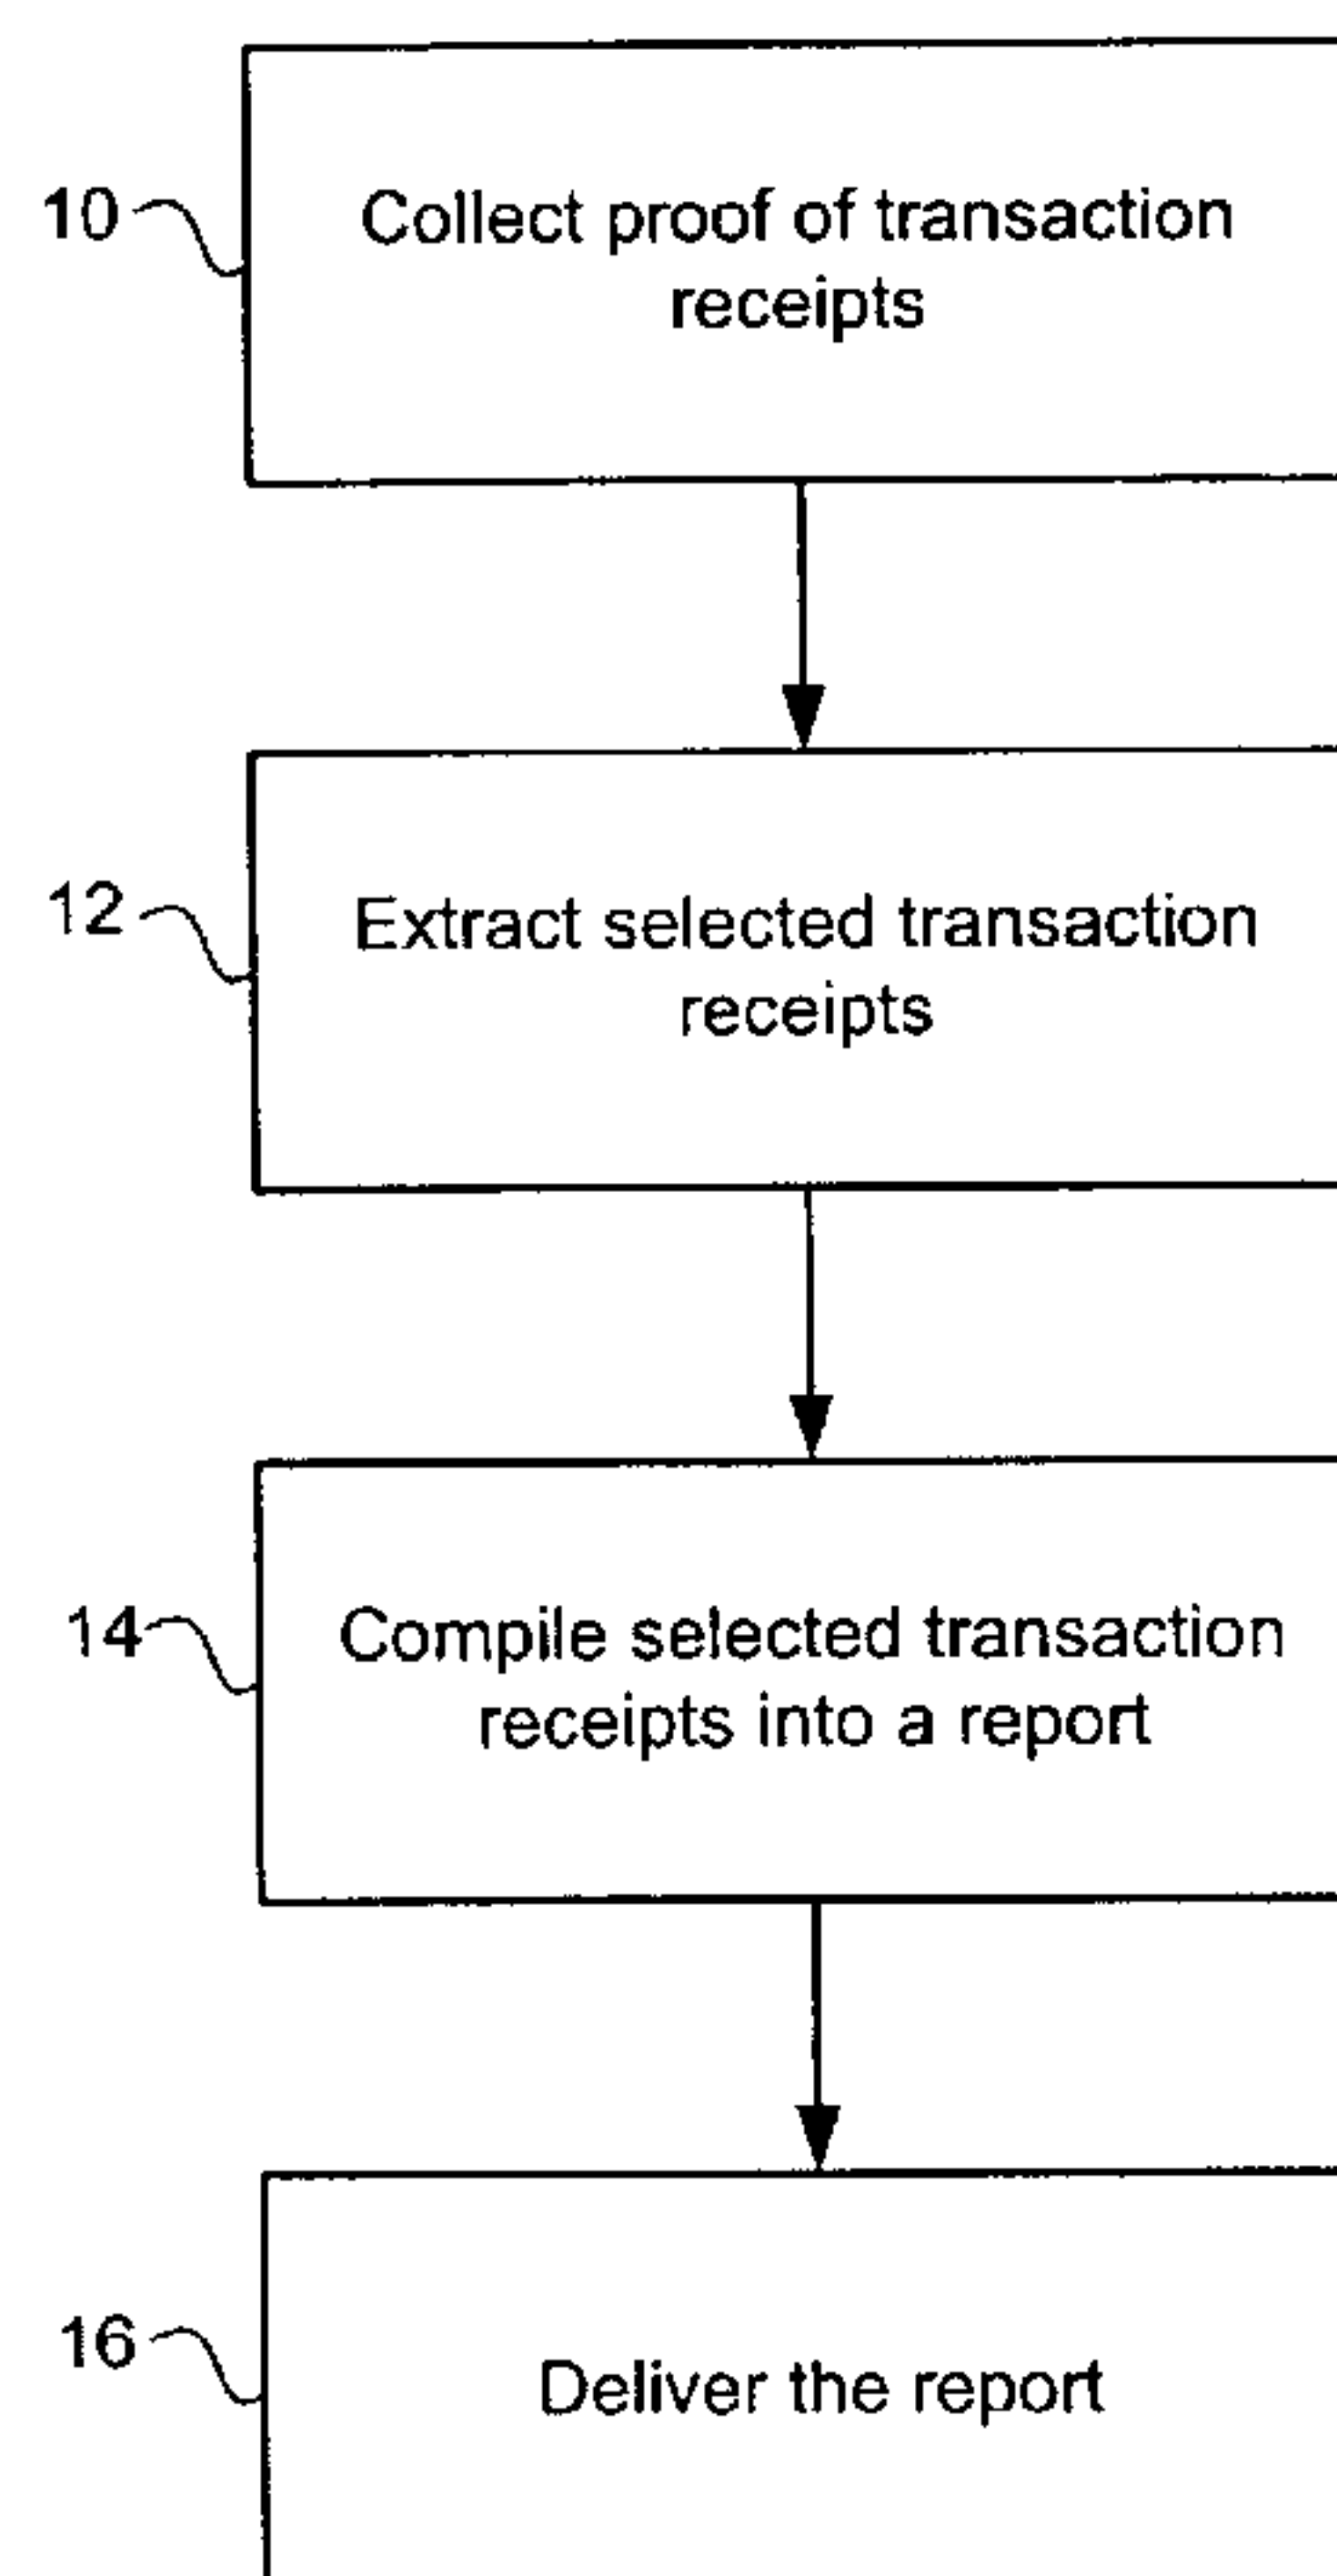 10
Collect proof of transaction
receipts
12
Extract selected transaction
receipts
14
Compile selected transaction
receipts into a report
16
Deliver the report